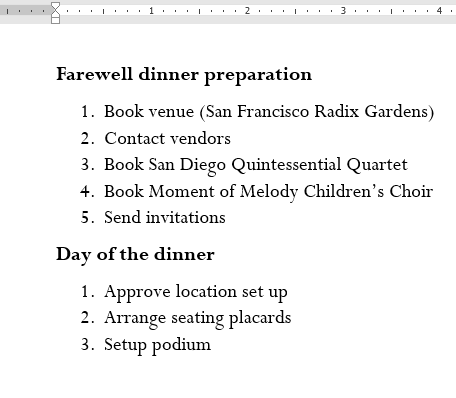 1 2 3 4
Farewell dinner preparation
1. Book venue (San Francisco Radix Gardens)
2. Contact vendors
3. Book San Diego Quintessential Quartet
4. Book Moment of Melody Children's Choir
5. Send invitations
Day of the dinner
1. Approve location set up
2. Arrange seating placards
3. Setup podium